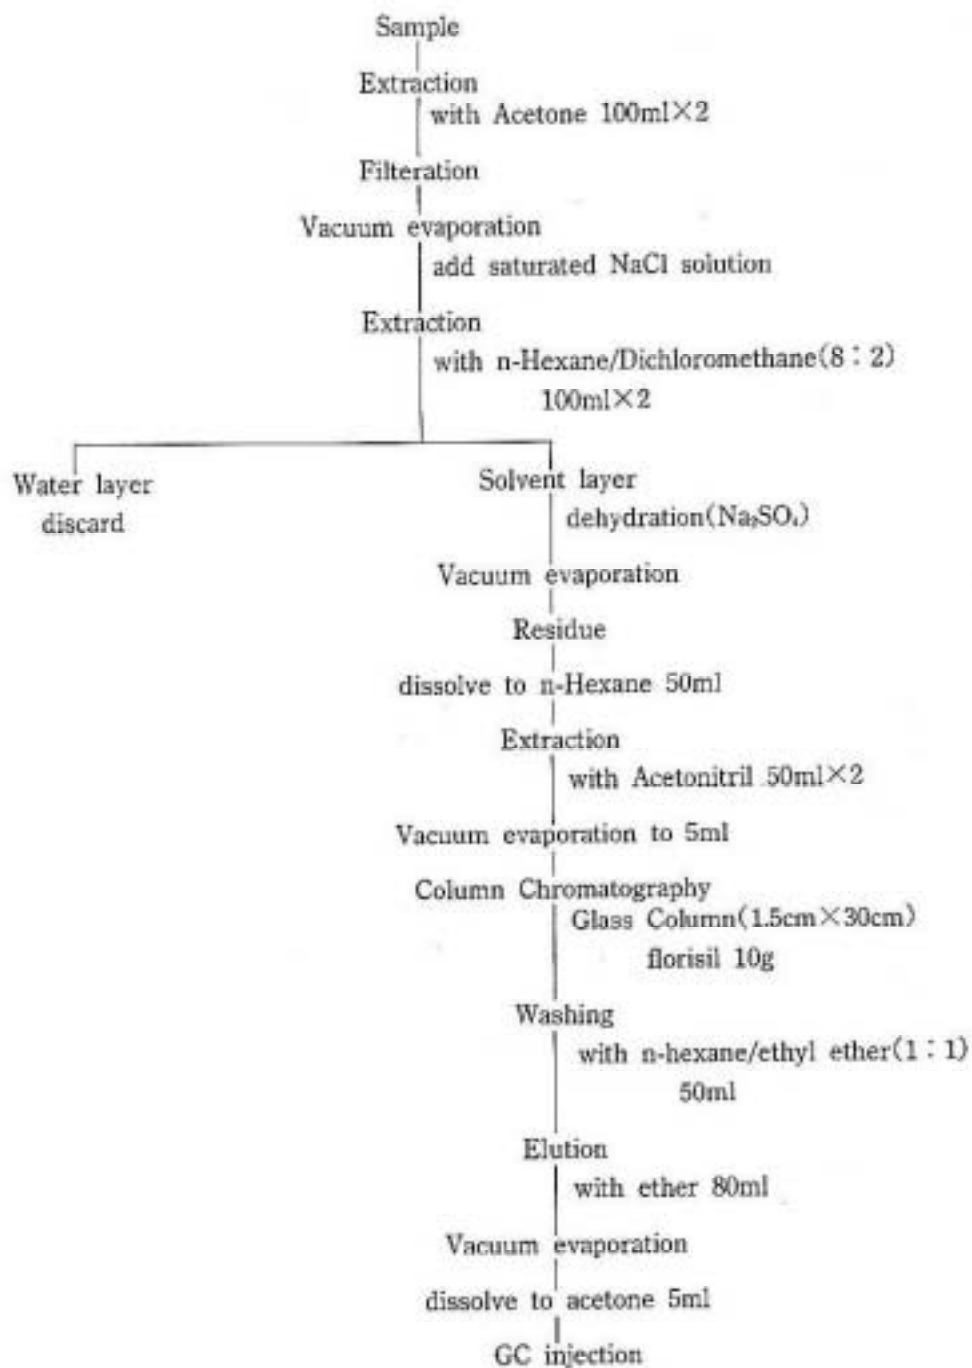 Sample
Extraction
with Acetone 100ml×2
Filteration
Vacuum evaporation
add saturated NaCl solution
Extraction
with n-Hexane/Dichloromethane(8:2)
100ml×2
Water layer
discard
Solvent layer
dehydration(Na₂SO₄)
Vacuum evaporation
Residue
dissolve to n-Hexane 50ml
Extraction
with Acetonitril 50ml×2
Vacuum evaporation to 5ml
Column Chromatography
Glass Column(1.5cm×30cm)
florisil 10g
Washing
with n-hexane/ethyl ether(1:1)
50ml
Elution
with ether 80ml
Vacuum evaporation
dissolve to acetone 5ml
GC injection